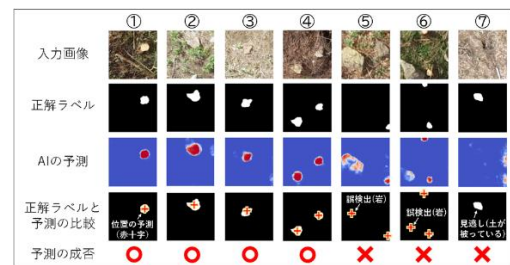 ① ② ③ ④ ⑤ ⑥ ⑦
入力画像
正解ラベル
AIの予測
正解ラベルと
予測の比較
位置の予測
(赤十字)
誤検出(岩)
誤検出(岩)
見逃し(土が
被っている)
予測の成否